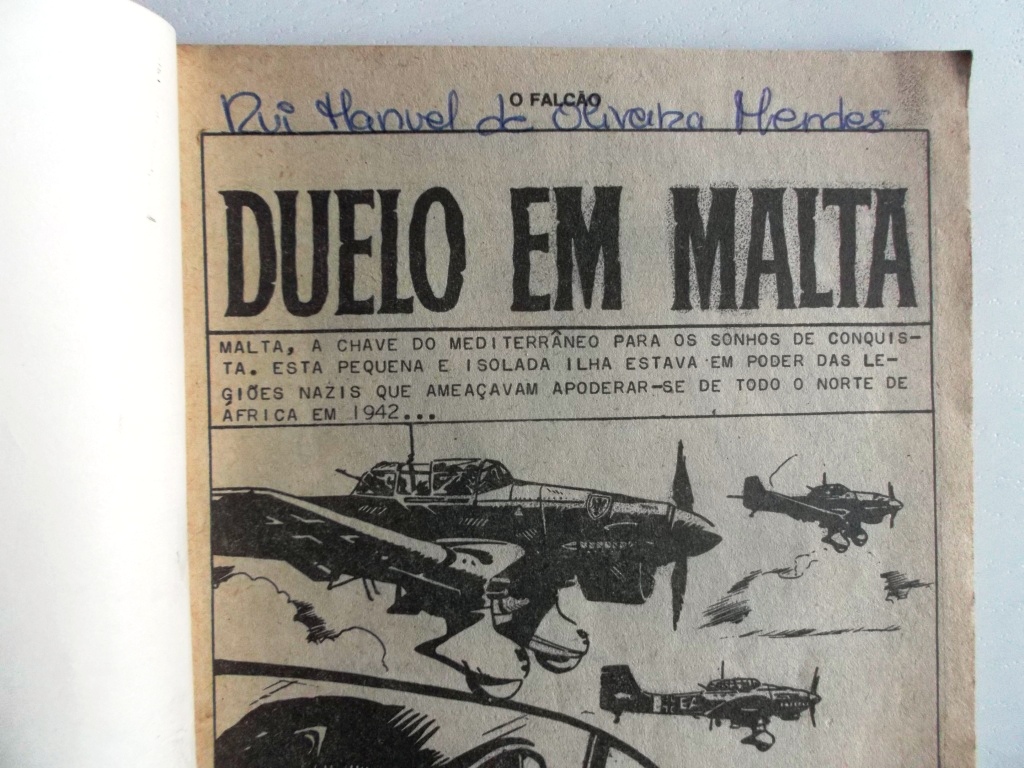 O FALCÃO
Rui Manuel de Oliveira Mendes
DUELO EM MALTA
MALTA, A CHAVE DO MEDITERRÂNEO PARA OS SONHOS DE CONQUIS-
TA. ESTA PEQUENA E ISOLADA ILHA ESTAVA EM PODER DAS LE-
GIÕES NAZIS QUE AMEAÇAVAM APODERAR-SE DE TODO O NORTE DE
ÁFRICA EM 1942...